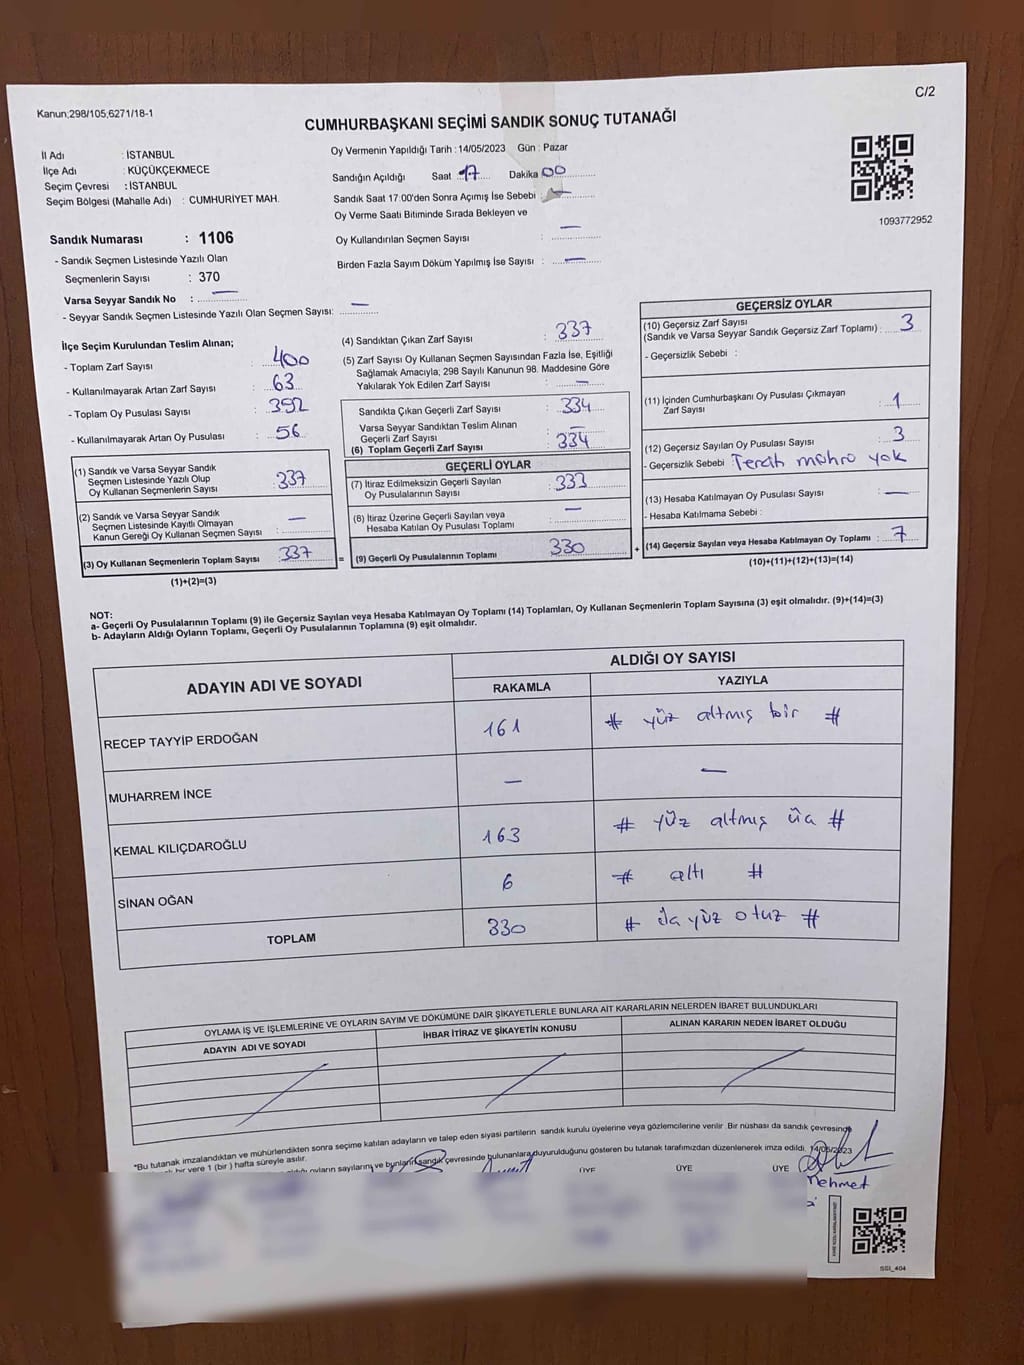 C/2
Kanun;298/105,6271/18-1
CUMHURBAŞKANI SEÇİMİ SANDIK SONUÇ TUTANAĞI
İl Adı : İSTANBUL
İlçe Adı : KÜÇÜKÇEKMECE
Seçim Çevresi : İSTANBUL
Seçim Bölgesi (Mahalle Adı) : CUMHURİYET MAH.
Oy Vermenin Yapıldığı Tarih :14/05/2023 Gün : Pazar
Sandığın Açıldığı Saat 17 Dakika 00
Sandık Saat 17:00'den Sonra Açımış İse Sebebi : —
Oy Verme Saati Bitiminde Sırada Bekleyen ve
Oy Kullandırılan Seçmen Sayısı : —
Birden Fazla Sayım Döküm Yapılmış İse Sayısı : —
1093772952
Sandık Numarası : 1106
- Sandık Seçmen Listesinde Yazılı Olan
Seçmenlerin Sayısı : 370
Varsa Seyyar Sandık No : —
- Seyyar Sandık Seçmen Listesinde Yazılı Olan Seçmen Sayısı: —
İlçe Seçim Kurulundan Teslim Alınan;
- Toplam Zarf Sayısı : 400
- Kullanılmayarak Artan Zarf Sayısı : 63
- Toplam Oy Pusulası Sayısı : 392
- Kullanılmayarak Artan Oy Pusulası : 56
(1) Sandık ve Varsa Seyyar Sandık
Seçmen Listesinde Yazılı Olup
Oy Kullanan Seçmenlerin Sayısı : 337
(2) Sandık ve Varsa Seyyar Sandık
Seçmen Listesinde Kayıtlı Olmayan
Kanun Gereği Oy Kullanan Seçmen Sayısı : —
(3) Oy Kullanan Seçmenlerin Toplam Sayısı : 337
(1)+(2)=(3)
(4) Sandıktan Çıkan Zarf Sayısı : 337
(5) Zarf Sayısı Oy Kullanan Seçmen Sayısından Fazla İse, Eşitliği
Sağlamak Amacıyla; 298 Sayılı Kanunun 98. Maddesine Göre
Yakılarak Yok Edilen Zarf Sayısı : —
Sandıkta Çıkan Geçerli Zarf Sayısı : 334
Varsa Seyyar Sandıktan Teslim Alınan
Geçerli Zarf Sayısı : —
(6) Toplam Geçerli Zarf Sayısı : 334
GEÇERLİ OYLAR
(7) İtiraz Edilmeksizin Geçerli Sayılan
Oy Pusulalarının Sayısı : 333
(8) İtiraz Üzerine Geçerli Sayılan veya
Hesaba Katılan Oy Pusulası Toplamı : —
= (9) Geçerli Oy Pusulalarının Toplamı 330
GEÇERSİZ OYLAR
(10) Geçersiz Zarf Sayısı
(Sandık ve Varsa Seyyar Sandık Geçersiz Zarf Toplamı) : 3
- Geçersizlik Sebebi :
(11) İçinden Cumhurbaşkanı Oy Pusulası Çıkmayan
Zarf Sayısı : 1
(12) Geçersiz Sayılan Oy Pusulası Sayısı : 3
- Geçersizlik Sebebi Tercih mührü yok
(13) Hesaba Katılmayan Oy Pusulası Sayısı : —
- Hesaba Katılmama Sebebi :
+ (14) Geçersiz Sayılan veya Hesaba Katılmayan Oy Toplamı : 7
(10)+(11)+(12)+(13)=(14)
NOT:
a- Geçerli Oy Pusulalarının Toplamı (9) ile Geçersiz Sayılan veya Hesaba Katılmayan Oy Toplamı (14) Toplamları, Oy Kullanan Seçmenlerin Toplam Sayısına (3) eşit olmalıdır. (9)+(14)=(3)
b- Adayların Aldığı Oyların Toplamı, Geçerli Oy Pusulalarının Toplamına (9) eşit olmalıdır.
ADAYIN ADI VE SOYADI
ALDIĞI OY SAYISI
RAKAMLA YAZIYLA
RECEP TAYYİP ERDOĞAN 161 # yüz altmış bir #
MUHARREM İNCE — —
KEMAL KILIÇDAROĞLU 163 # yüz altmış üç #
SİNAN OĞAN 6 # altı #
TOPLAM 330 # üç yüz otuz #
OYLAMA İŞ VE İŞLEMLERİNE VE OYLARIN SAYIM VE DÖKÜMÜNE DAİR ŞİKAYETLERLE BUNLARA AİT KARARLARIN NELERDEN İBARET BULUNDUKLARI
ADAYIN ADI VE SOYADI İHBAR İTİRAZ VE ŞİKAYETİN KONUSU ALINAN KARARIN NEDEN İBARET OLDUĞU
*Bu tutanak imzalandıktan ve mühürlendikten sonra seçime katılan adayların ve talep eden siyasi partilerin sandık kurulu üyelerine veya gözlemcilerine verilir. Bir nüshası da sandık çevresinde
bir yere 1 (bir) hafta süreyle asılır.
oyların sayılarını ve bunların sandık çevresinde bulunanlara duyurulduğunu gösteren bu tutanak tarafımızdan düzenlenerek imza edildi. 14/05/2023
ÜYE ÜYE ÜYE
Mehmet
SSI_404